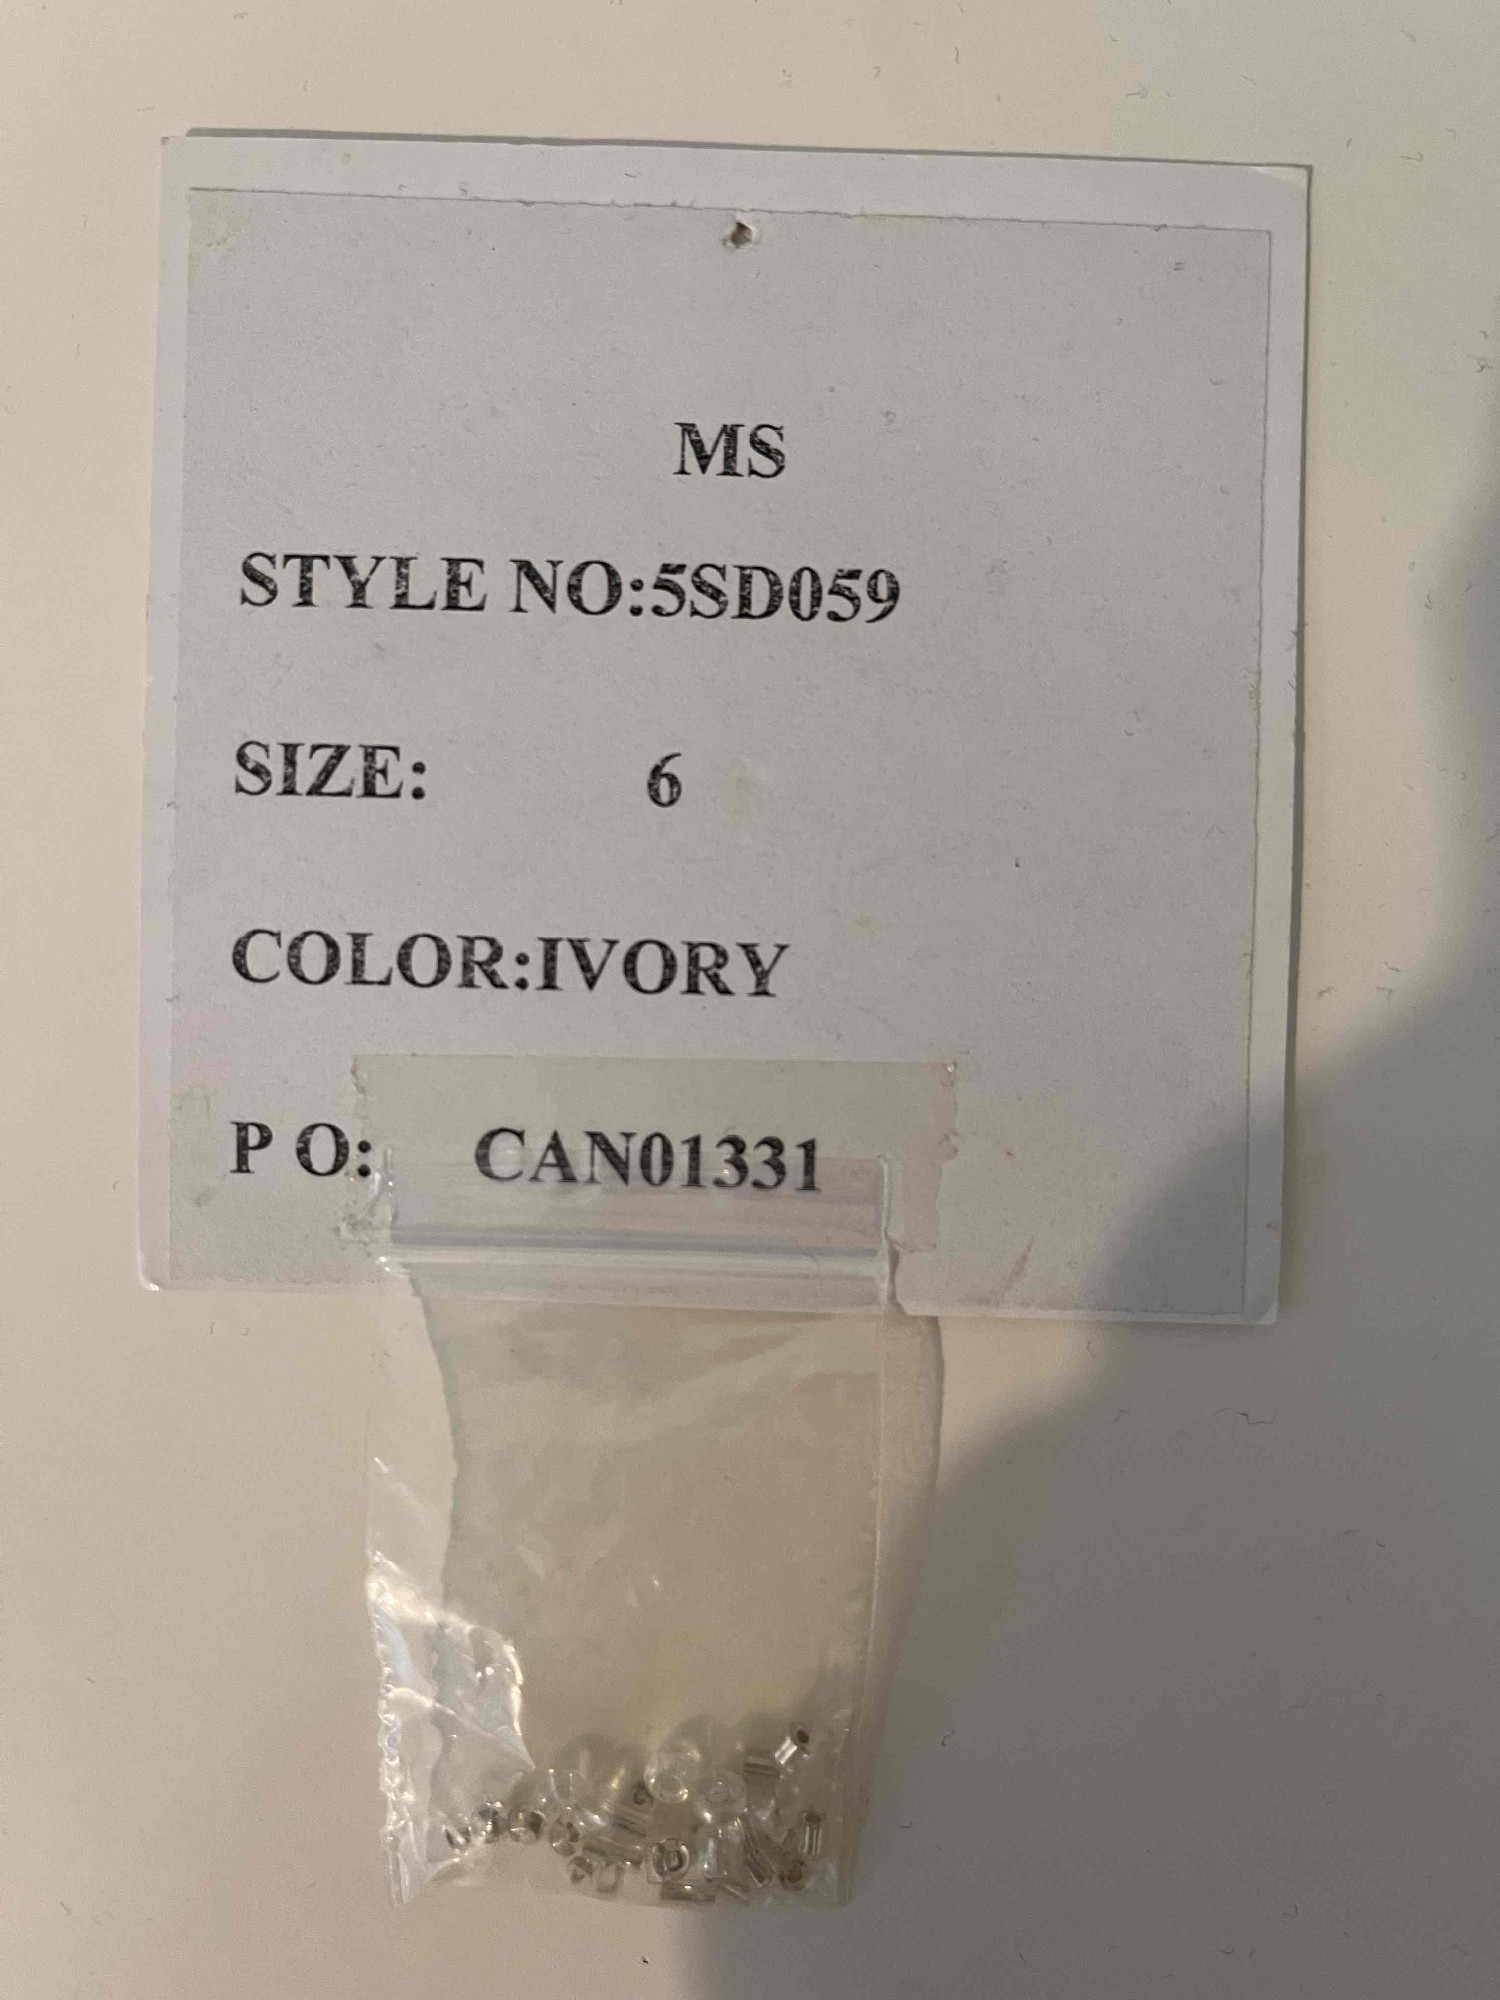 MS
STYLE NO:5SD059
SIZE: 6
COLOR:IVORY
P O: CAN01331